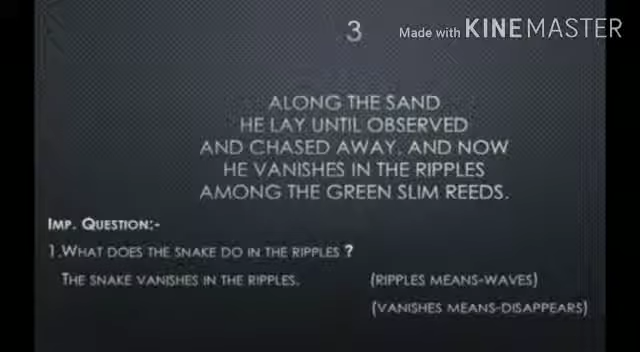 3
Made with KINEMASTER
ALONG THE SAND
HE LAY UNTIL OBSERVED
AND CHASED AWAY, AND NOW
HE VANISHES IN THE RIPPLES
AMONG THE GREEN SLIM REEDS.
IMP. QUESTION:-
1.WHAT DOES THE SNAKE DO IN THE RIPPLES ?
THE SNAKE VANISHES IN THE RIPPLES. (RIPPLES MEANS-WAVES)
(VANISHES MEANS-DISAPPEARS)